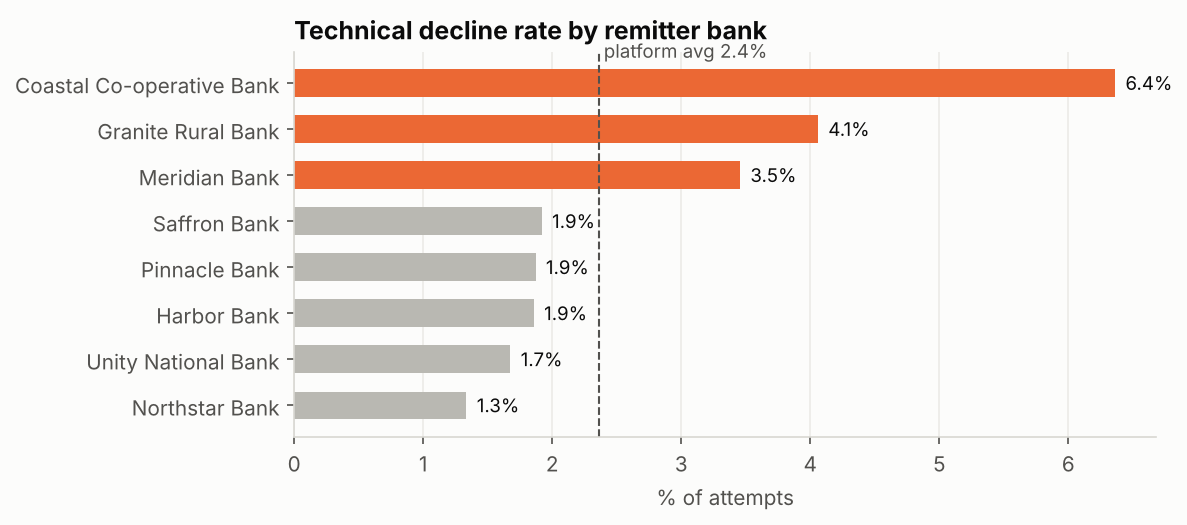 Technical decline rate by remitter bank
platform avg 2.4%
Coastal Co-operative Bank 6.4%
Granite Rural Bank 4.1%
Meridian Bank 3.5%
Saffron Bank 1.9%
Pinnacle Bank 1.9%
Harbor Bank 1.9%
Unity National Bank 1.7%
Northstar Bank 1.3%
0 1 2 3 4 5 6
% of attempts